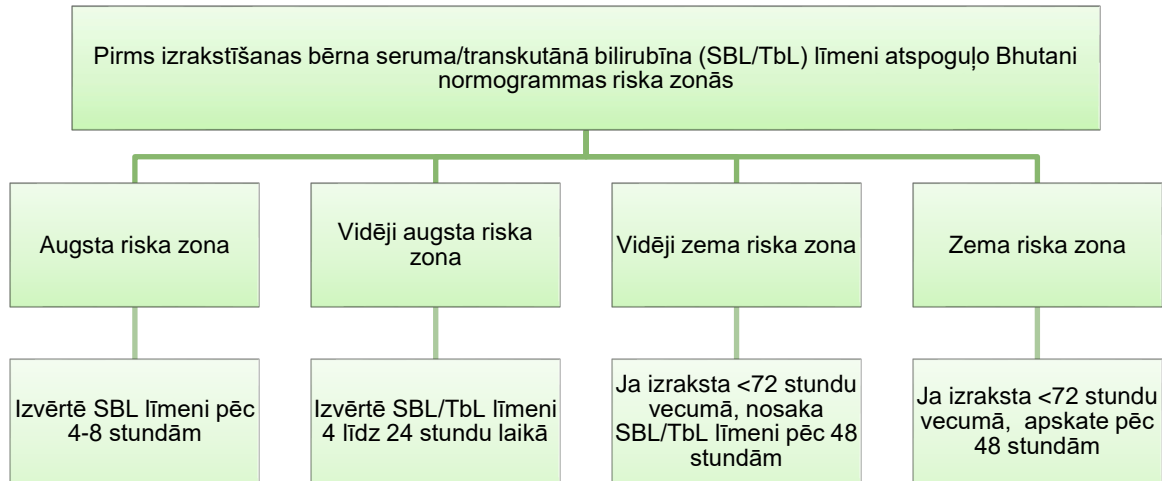 Pirms izrakstīšanas bērna seruma/transkutānā bilirubīna (SBL/TbL) līmeni atspoguļo Bhutani
normogrammas riska zonās
Augsta riska zona
Vidēji augsta riska
zona
Vidēji zema riska zona
Zema riska zona
Izvērtē SBL līmeni pēc
4-8 stundām
Izvērtē SBL/TbL līmeni
4 līdz 24 stundu laikā
Ja izraksta <72 stundu
vecumā, nosaka
SBL/TbL līmeni pēc 48
stundām
Ja izraksta <72 stundu
vecumā, apskate pēc
48 stundām